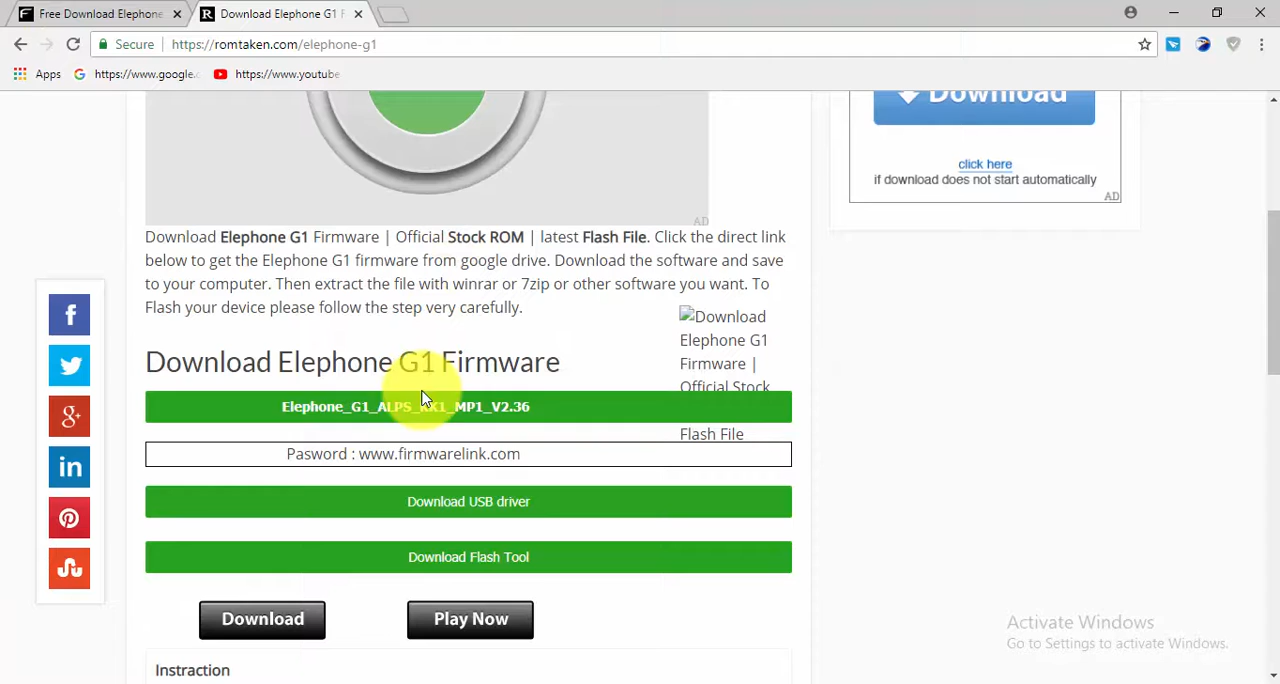 Free Download Elephone
Download Elephone G1 F
Secure
https://romtaken.com/elephone-g1
Apps
https://www.google.
https://www.youtube
Download
click here
if download does not start automatically
AD
AD
Download Elephone G1 Firmware | Official Stock ROM | latest Flash File. Click the direct link
below to get the Elephone G1 firmware from google drive. Download the software and save
to your computer. Then extract the file with winrar or 7zip or other software you want. To
Flash your device please follow the step very carefully.
Download
Elephone G1
Firmware |
Official Stock
Flash File
Download Elephone G1 Firmware
Elephone_G1_ALPS_KK1_MP1_V2.36
Pasword : www.firmwarelink.com
Download USB driver
Download Flash Tool
Download
Play Now
Instraction
Activate Windows
Go to Settings to activate Windows.